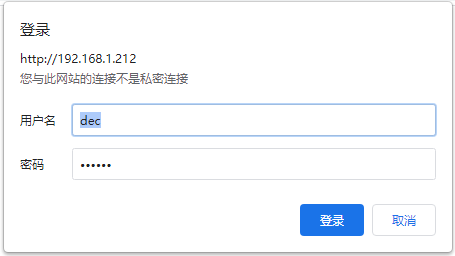 登录
http://192.168.1.212
您与此网站的连接不是私密连接
用户名 dec
密码 ••••••
登录 取消